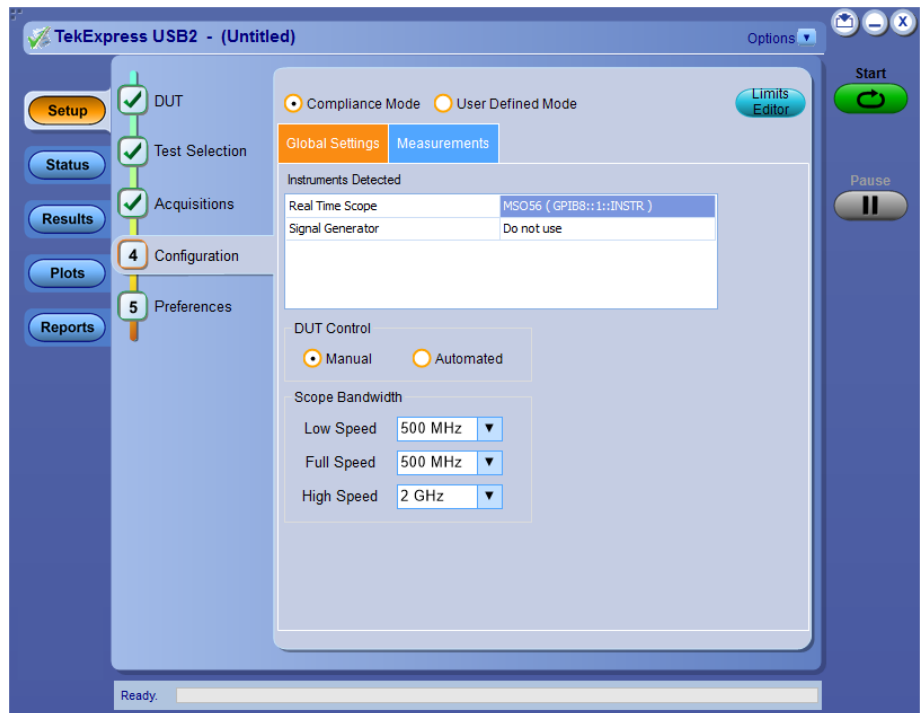 TekExpress USB2 - (Untitled)
Options
X
Start
Setup
Status
Results
Plots
Reports
DUT
Test Selection
Acquisitions
4 Configuration
5 Preferences
Compliance Mode User Defined Mode
Limits
Editor
Global Settings Measurements
Instruments Detected
Real Time Scope MSO56 ( GPIB8::1::INSTR )
Signal Generator Do not use
DUT Control
Manual Automated
Scope Bandwidth
Low Speed 500 MHz
Full Speed 500 MHz
High Speed 2 GHz
Pause
Ready.